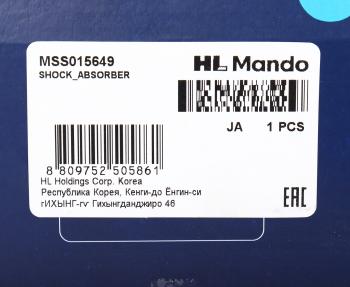 MSS015649
SHOCK_ABSORBER
HL Mando
JA 1 PCS
8 809752 505861
HL Holdings Corp. Korea
Республика Корея, Кенги-до Ёнгин-си
гИХЫНГ-гу Гихынгданджиро 46
EAC